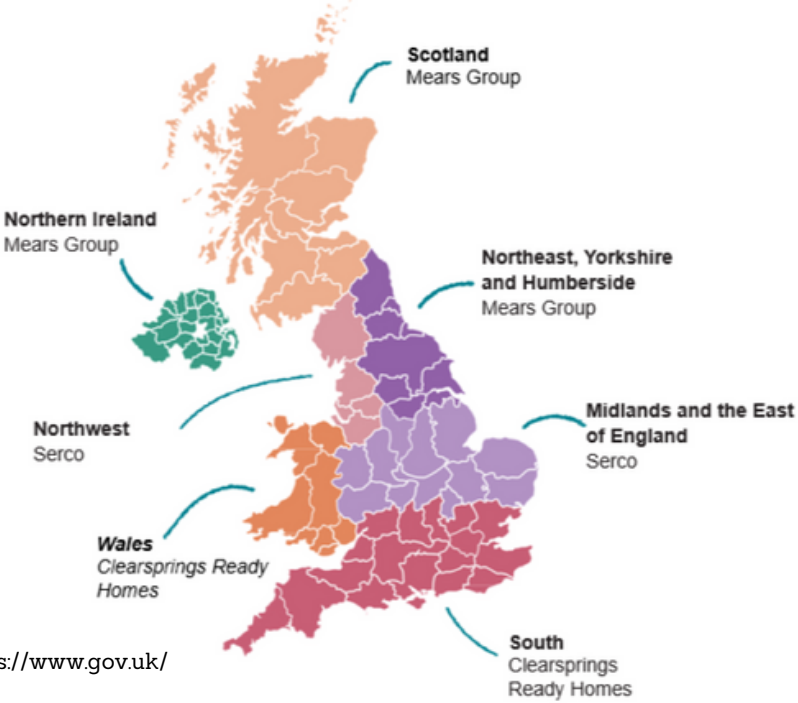 Scotland
Mears Group
Northern Ireland
Mears Group
Northeast, Yorkshire
and Humberside
Mears Group
Midlands and the East
of England
Serco
Northwest
Serco
Wales
Clearsprings Ready
Homes
South
Clearsprings
Ready Homes
s://www.gov.uk/